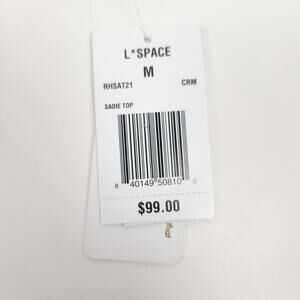 L*SPACE
M
RHSAT21 CRM
SADIE TOP
8 40149 50810 0
$99.00